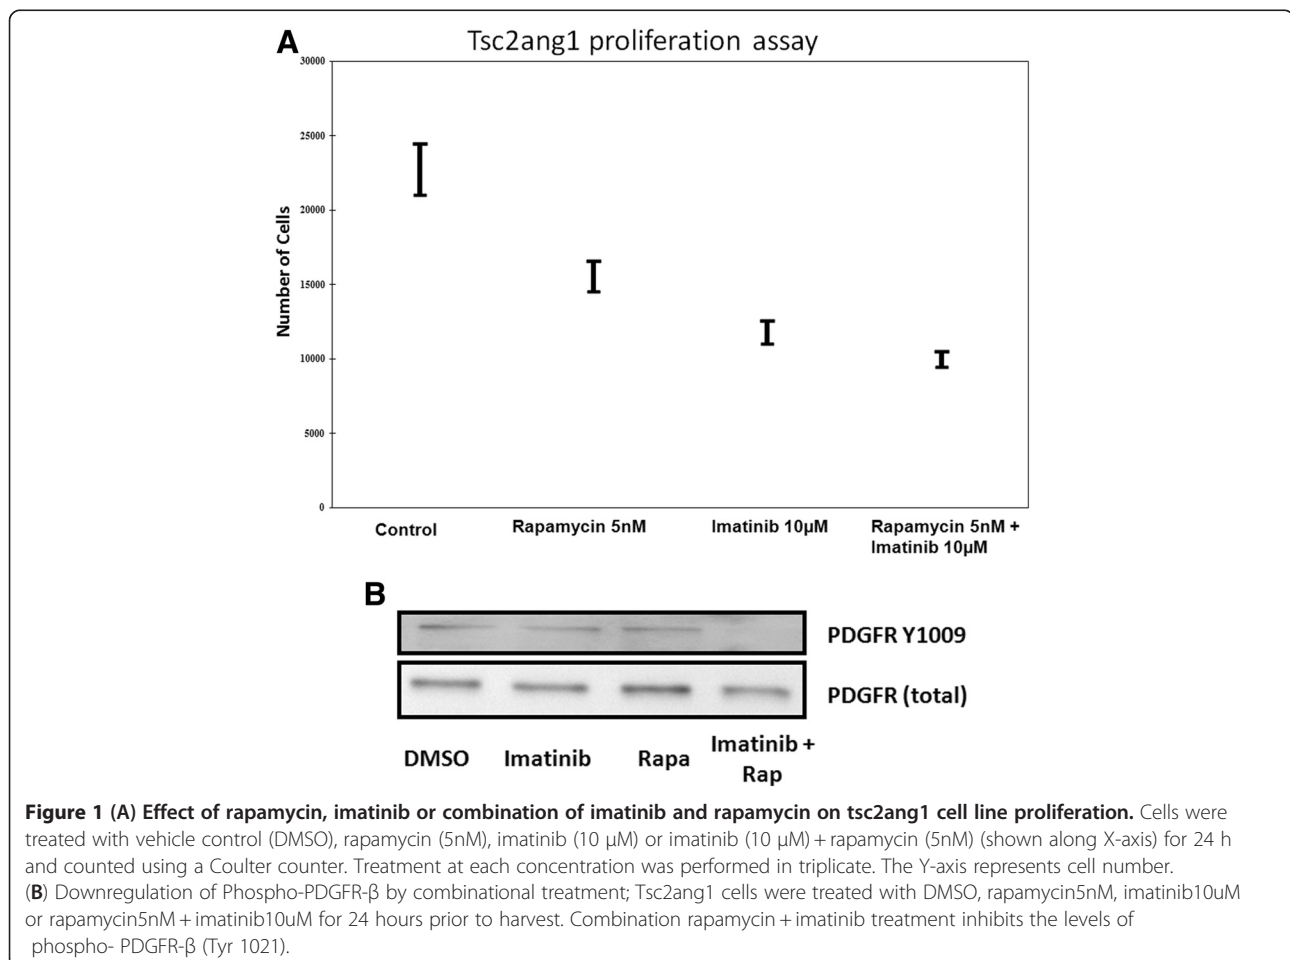 A
Tsc2ang1 proliferation assay
30000
25000
20000
15000
10000
5000
0
Number of Cells
Control
Rapamycin 5nM
Imatinib 10µM
Rapamycin 5nM +
Imatinib 10µM
B
PDGFR Y1009
PDGFR (total)
DMSO
Imatinib
Rapa
Imatinib +
Rap
Figure 1 (A) Effect of rapamycin, imatinib or combination of imatinib and rapamycin on tsc2ang1 cell line proliferation. Cells were
treated with vehicle control (DMSO), rapamycin (5nM), imatinib (10 µM) or imatinib (10 µM) + rapamycin (5nM) (shown along X-axis) for 24 h
and counted using a Coulter counter. Treatment at each concentration was performed in triplicate. The Y-axis represents cell number.
(B) Downregulation of Phospho-PDGFR-β by combinational treatment; Tsc2ang1 cells were treated with DMSO, rapamycin5nM, imatinib10uM
or rapamycin5nM + imatinib10uM for 24 hours prior to harvest. Combination rapamycin + imatinib treatment inhibits the levels of
phospho- PDGFR-β (Tyr 1021).